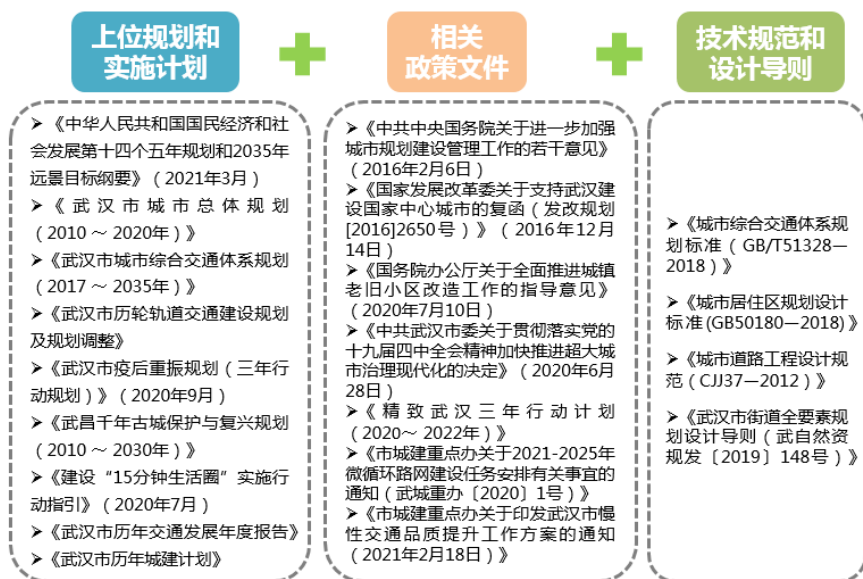 上位规划和
实施计划
相关
政策文件
技术规范和
设计导则
➢《中华人民共和国国民经济和社
会发展第十四个五年规划和2035年
远景目标纲要》（2021年3月）
➢《武汉市城市总体规划
（2010～2020年）》
➢《武汉市城市综合交通体系规划
（2017～2035年）》
➢《武汉市历轮轨道交通建设规划
及规划调整》
➢《武汉市疫后重振规划（三年行
动规划）》（2020年9月）
➢《武昌千年古城保护与复兴规划
（2010～2030年）》
➢《建设“15分钟生活圈”实施行
动指引》（2020年7月）
➢《武汉市历年交通发展年度报告》
➢《武汉市历年城建计划》
➢《中共中央国务院关于进一步加强
城市规划建设管理工作的若干意见》
（2016年2月6日）
➢《国家发展改革委关于支持武汉建
设国家中心城市的复函（发改规划
[2016]2650号）》（2016年12月
14日）
➢《国务院办公厅关于全面推进城镇
老旧小区改造工作的指导意见》
（2020年7月10日）
➢《中共武汉市委关于贯彻落实党的
十九届四中全会精神加快推进超大城
市治理现代化的决定》（2020年6月
28日）
➢《精致武汉三年行动计划
（2020～2022年）》
➢《市城建重点办关于2021-2025年
微循环路网建设任务安排有关事宜的
通知（武城重办〔2020〕1号）》
➢《市城建重点办关于印发武汉市慢
性交通品质提升工作方案的通知
（2021年2月18日）》
➢《城市综合交通体系规
划标准（GB/T51328—
2018）》
➢《城市居住区规划设计
标准(GB50180—2018)》
➢《城市道路工程设计规
范（CJJ37—2012）》
➢《武汉市街道全要素规
划设计导则（武自然资
规发〔2019〕148号）》